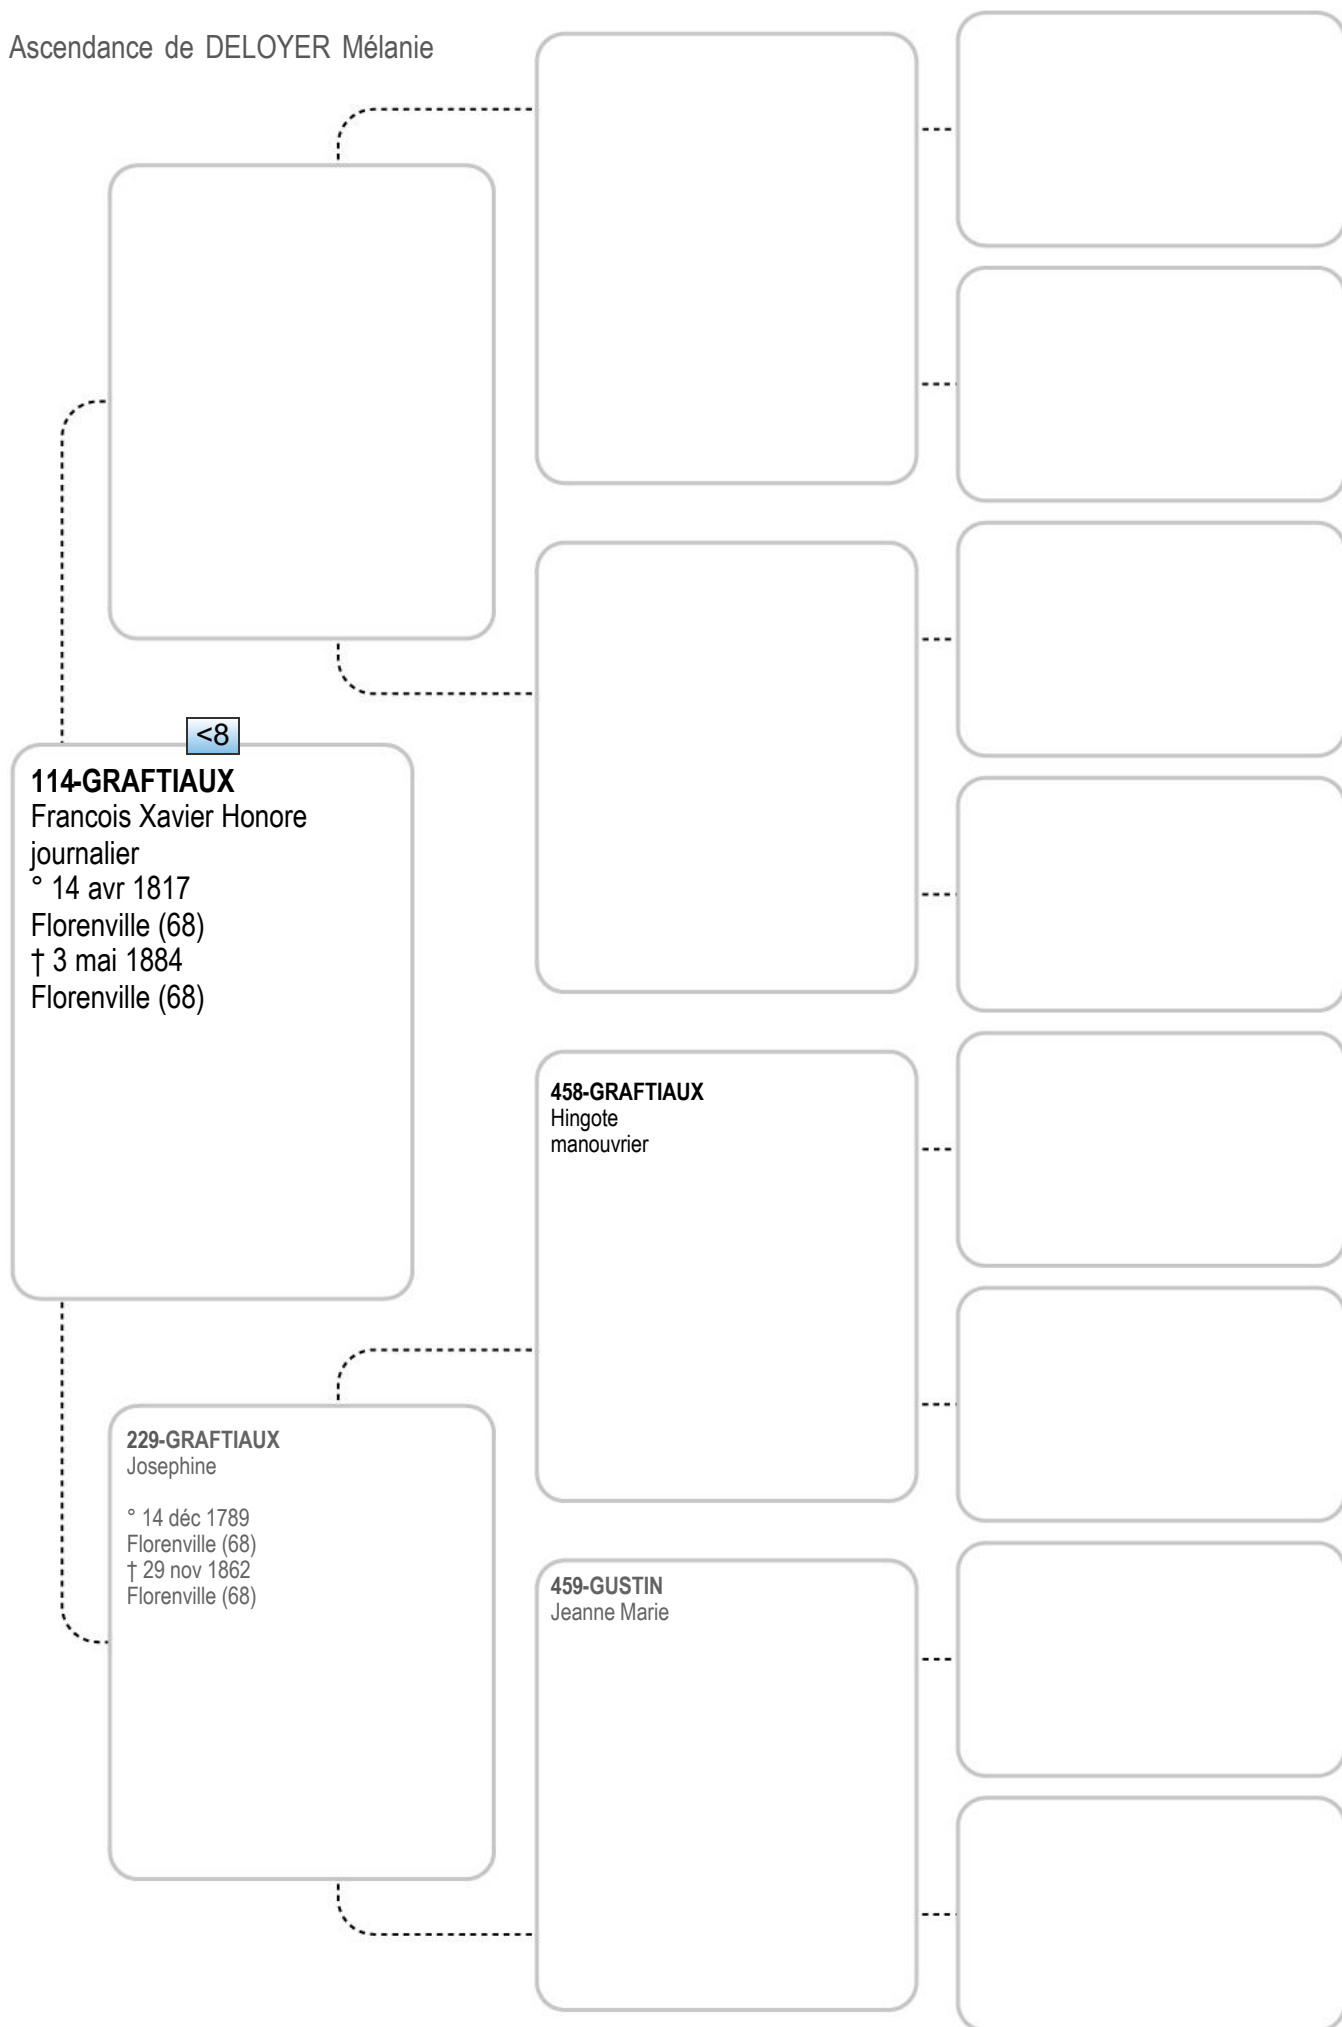 Ascendance de DELOYER Mélanie
<8
114-GRAFTIAUX
Francois Xavier Honore
journalier
° 14 avr 1817
Florenville (68)
† 3 mai 1884
Florenville (68)
458-GRAFTIAUX
Hingote
manouvrier
229-GRAFTIAUX
Josephine
° 14 déc 1789
Florenville (68)
† 29 nov 1862
Florenville (68)
459-GUSTIN
Jeanne Marie